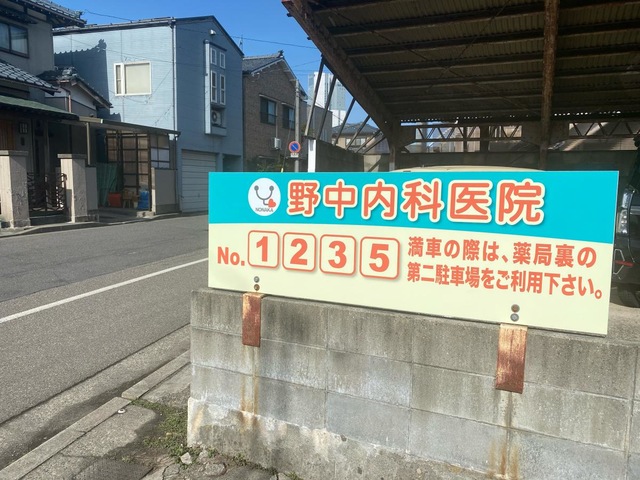 NONAKA
野中内科医院
No. 1 2 3 5
満車の際は、薬局裏の
第二駐車場をご利用下さい。